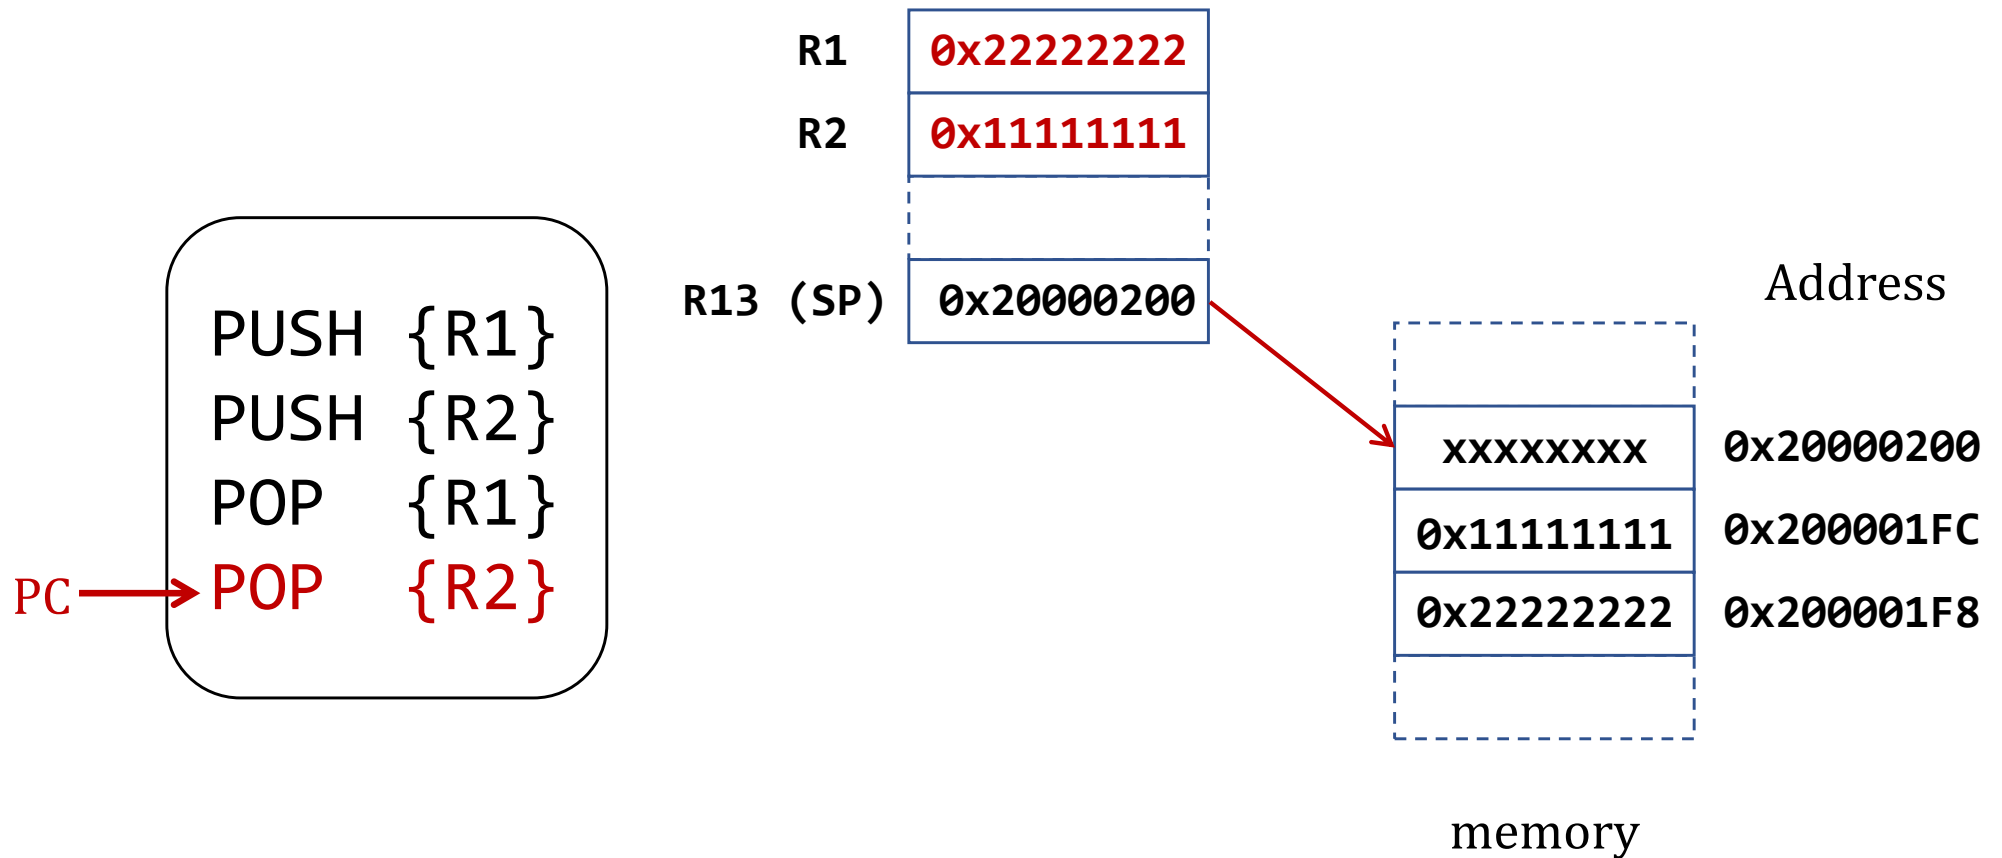 R1 0x22222222
R2 0x11111111
R13 (SP) 0x20000200
PUSH {R1}
PUSH {R2}
POP {R1}
PC POP {R2}
Address
xxxxxxxx 0x20000200
0x11111111 0x200001FC
0x22222222 0x200001F8
memory